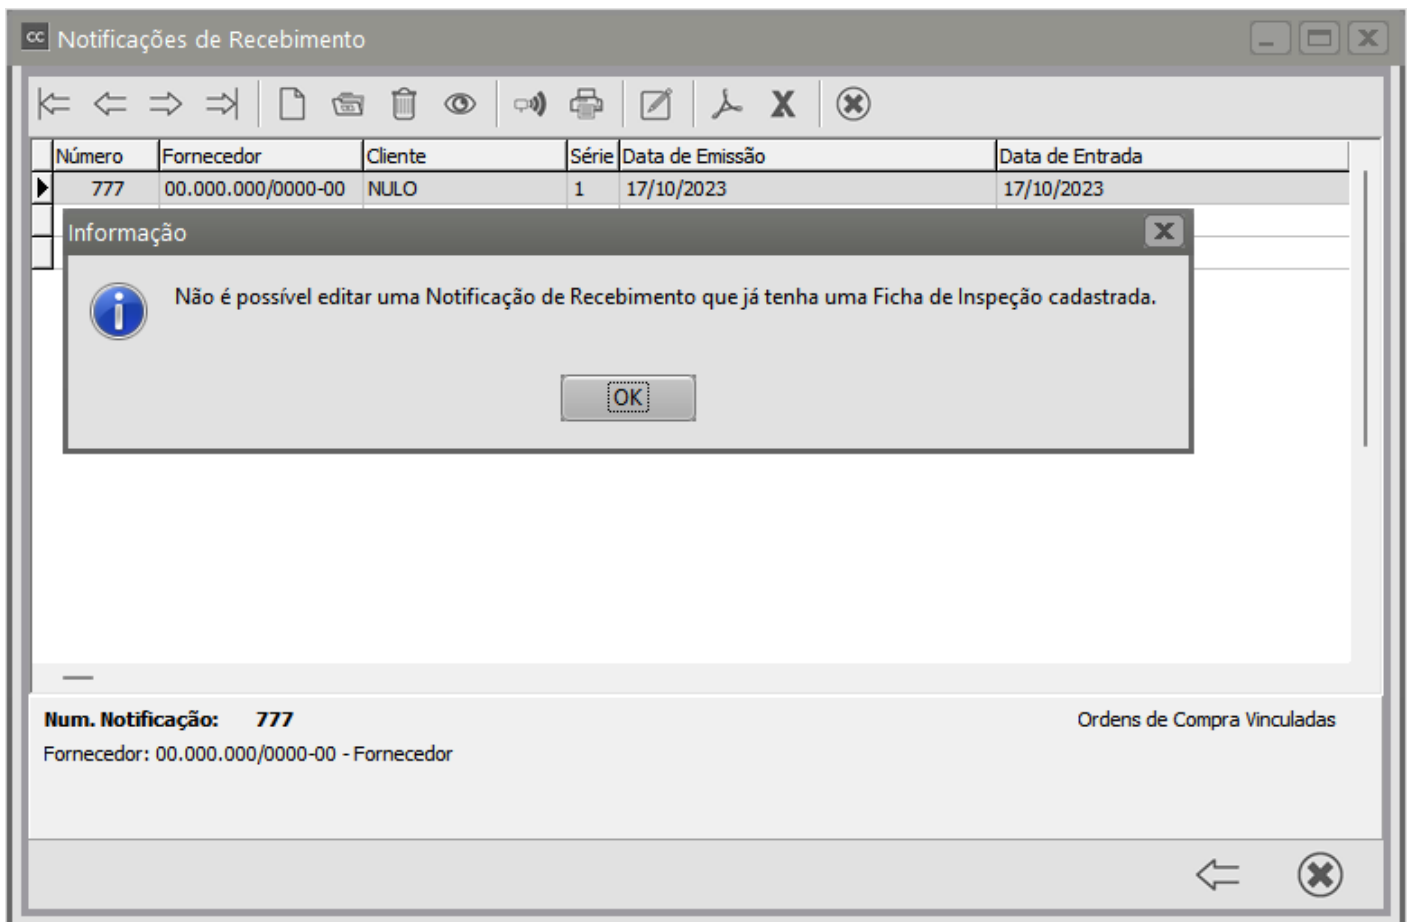 CC Notificações de Recebimento
Número Fornecedor Cliente Série Data de Emissão Data de Entrada
777 00.000.000/0000-00 NULO 1 17/10/2023 17/10/2023
Informação
Não é possível editar uma Notificação de Recebimento que já tenha uma Ficha de Inspeção cadastrada.
OK
Num. Notificação: 777 Ordens de Compra Vinculadas
Fornecedor: 00.000.000/0000-00 - Fornecedor